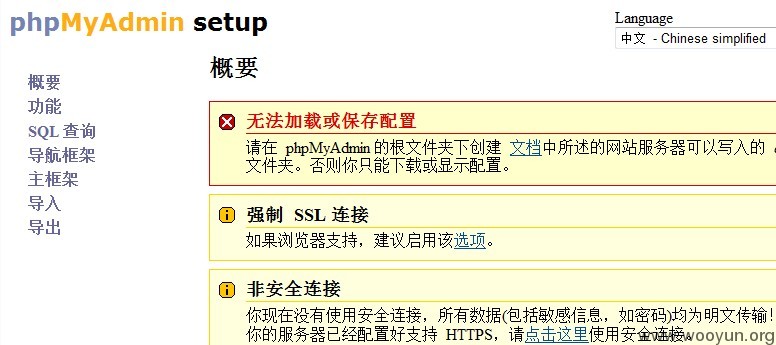 phpMyAdmin setup
Language
中文 - Chinese simplified
概要
概要
功能
SQL 查询
导航框架
主框架
导入
导出
无法加载或保存配置
请在 phpMyAdmin 的根文件夹下创建 文档中所述的网站服务器可以写入的
文件夹。否则你只能下载或显示配置。
强制 SSL 连接
如果浏览器支持，建议启用该选项。
非安全连接
你现在没有使用安全连接，所有数据(包括敏感信息，如密码)均为明文传输！
你的服务器已经配置好支持 HTTPS，请点击这里使用安全连接
www.wooyun.org